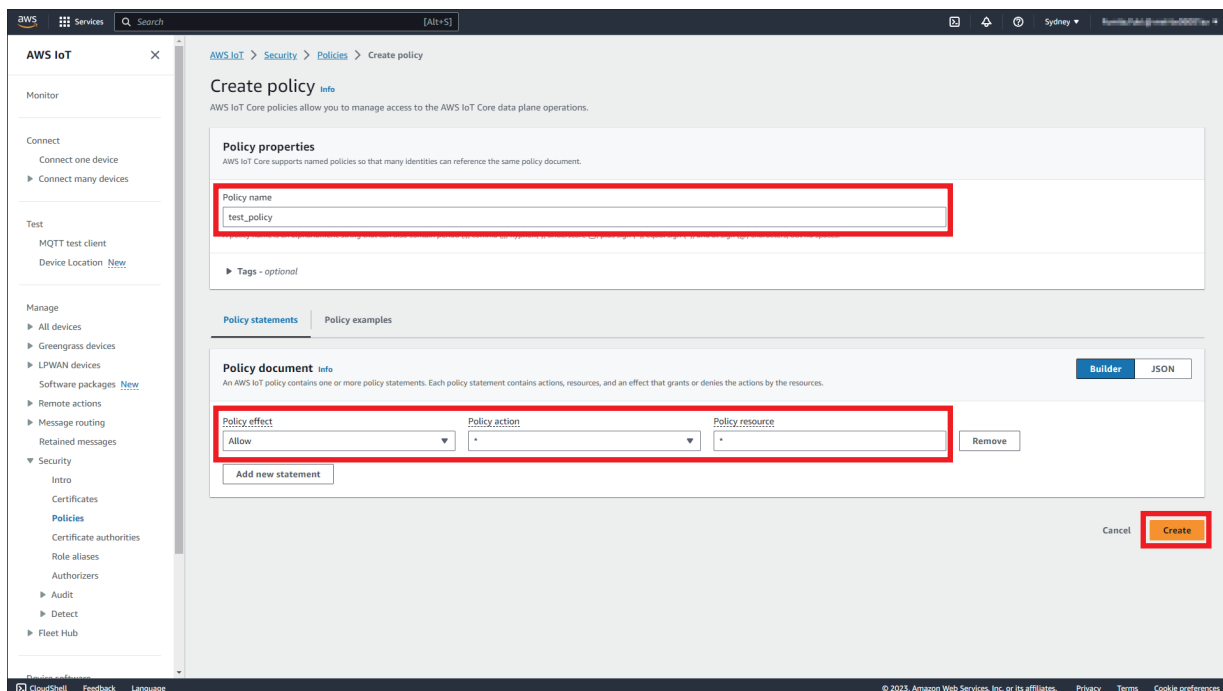 aws Services Search [Alt+S] Sydney
AWS IoT
Monitor
Connect
Connect one device
Connect many devices
Test
MQTT test client
Device Location New
Manage
All devices
Greengrass devices
LPWAN devices
Software packages New
Remote actions
Message routing
Retained messages
Security
Intro
Certificates
Policies
Certificate authorities
Role aliases
Authorizers
Audit
Detect
Fleet Hub
AWS IoT > Security > Policies > Create policy
Create policy Info
AWS IoT Core policies allow you to manage access to the AWS IoT Core data plane operations.
Policy properties
AWS IoT Core supports named policies so that many identities can reference the same policy document.
Policy name
test_policy
Tags - optional
Policy statements Policy examples
Policy document Info
Builder JSON
An AWS IoT policy contains one or more policy statements. Each policy statement contains actions, resources, and an effect that grants or denies the actions by the resources.
Policy effect Policy action Policy resource
Allow * * Remove
Add new statement
Cancel Create
CloudShell Feedback Language © 2023, Amazon Web Services, Inc. or its affiliates. Privacy Terms Cookie preferences